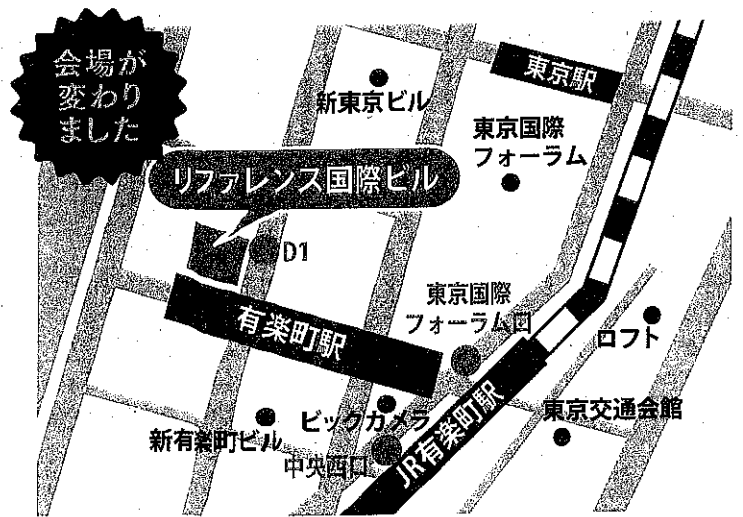 会場が
変わり
ました
東京駅
新東京ビル
東京国際
フォーラム
リファレンス国際ビル
D1
東京国際
フォーラム口
有楽町駅
ロフト
ビックカメラ
新有楽町ビル
中央西口
JR有楽町駅
東京交通会館